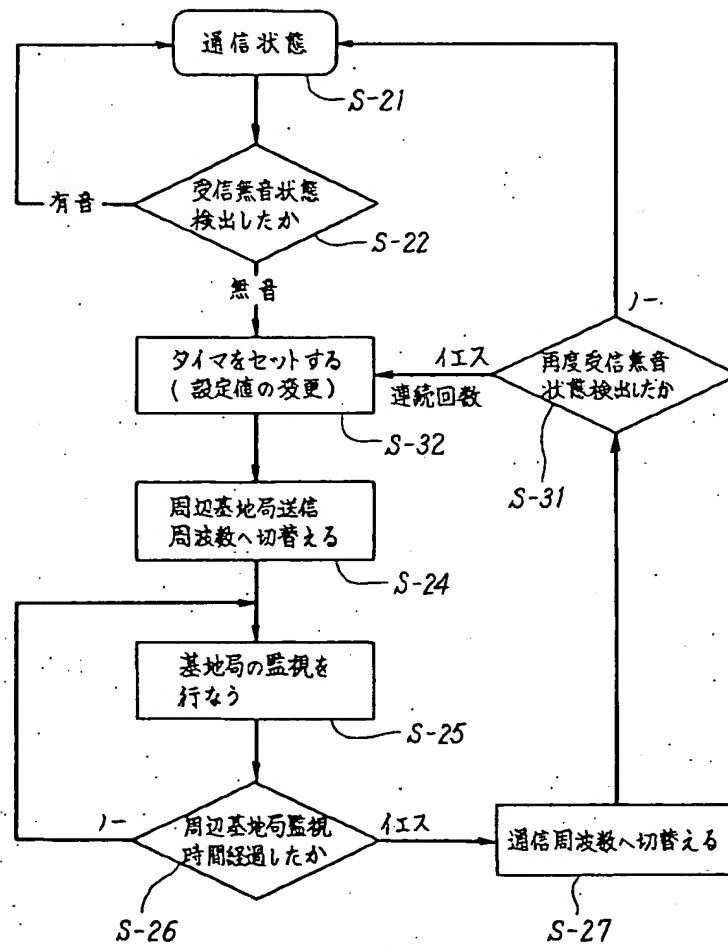 通信状態
S-21
受信無音状態
検出したか
有音
S-22
無音
タイマをセットする
(設定値の変更)
イエス
連続回数
再度受信無音
状態検出したか
ノー
S-32
S-31
周辺基地局送信
周波数へ切替える
S-24
基地局の監視を
行なう
S-25
ノー
周辺基地局監視
時間経過したか
イエス
通信周波数へ切替える
S-26
S-27